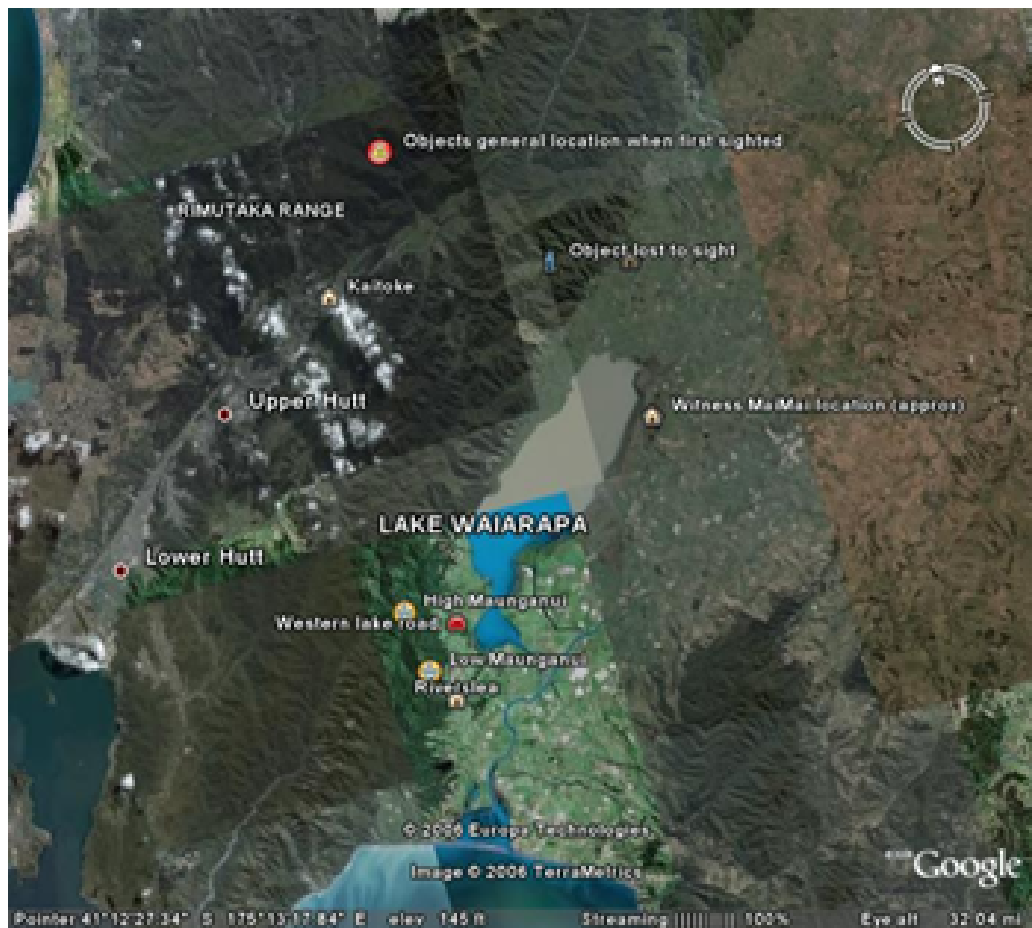 Objects general location when first sighted
RIMUTAKA RANGE
Object lost to sight
Kaitoke
Upper Hutt
Witness MaiMai location (approx)
LAKE WAIARAPA
Lower Hutt
High Maunganui
Western lake road
Low Maunganui
Riverslea
© 2006 Europa Technologies
Image © 2006 TerraMetrics
Google
Pointer 41°12'27.34" S 175°13'17.84" E elev 145 ft Streaming |||||||||| 100% Eye alt 32.04 mi